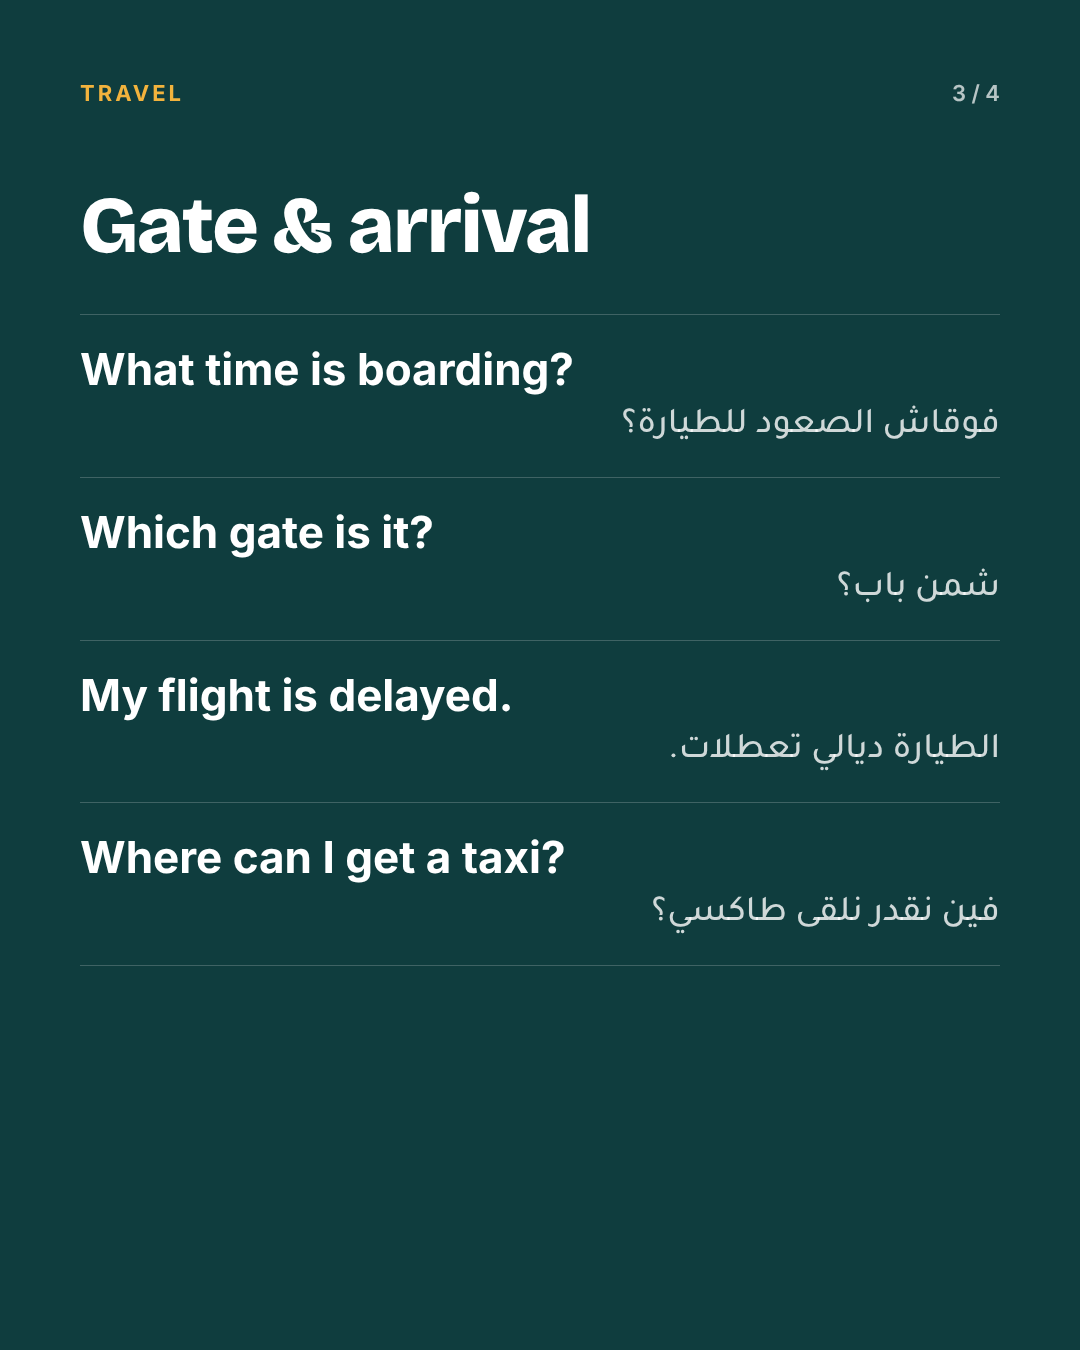 TRAVEL
3 / 4
Gate & arrival
What time is boarding?
فوقاش الصعود للطيارة؟
Which gate is it?
شمن باب؟
My flight is delayed.
الطيارة ديالي تعطلات.
Where can I get a taxi?
فين نقدر نلقى طاكسي؟